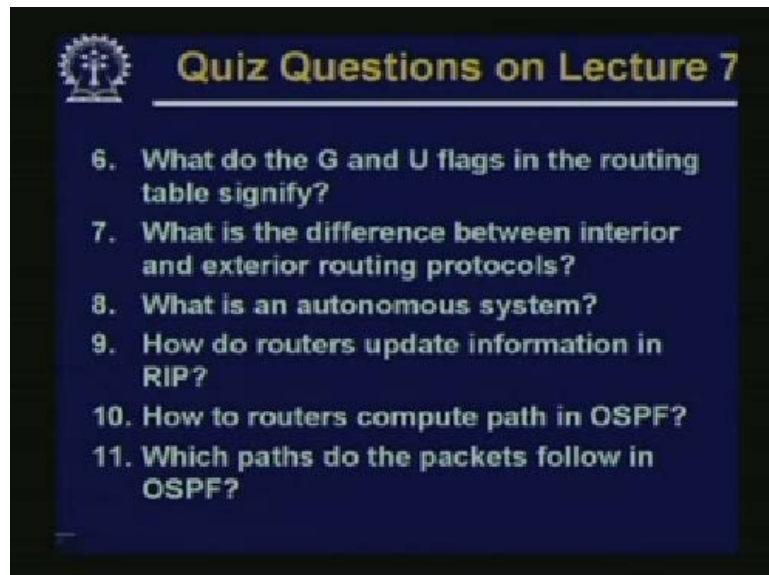 Quiz Questions on Lecture 7
6. What do the G and U flags in the routing
table signify?
7. What is the difference between interior
and exterior routing protocols?
8. What is an autonomous system?
9. How do routers update information in
RIP?
10. How to routers compute path in OSPF?
11. Which paths do the packets follow in
OSPF?